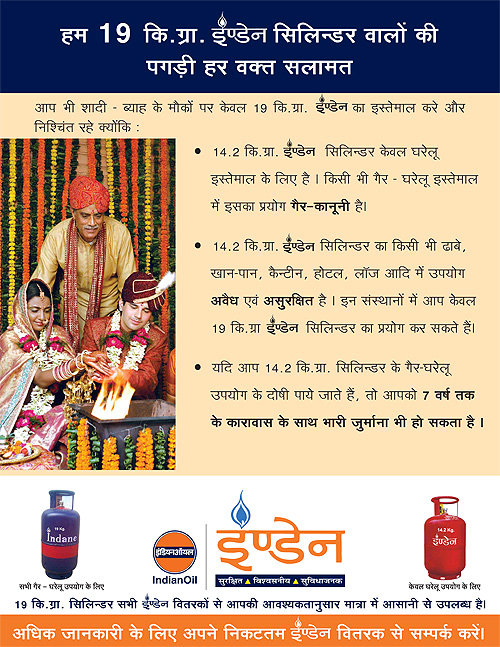 हम 19 कि.ग्रा. इंण्डेन सिलिन्डर वालों की
पगड़ी हर वक्त सलामत
आप भी शादी - ब्याह के मौकों पर केवल 19 कि.ग्रा. इंण्डेन का इस्तेमाल करे और
निश्चिंत रहे क्योंकि :
• 14.2 कि.ग्रा. इंण्डेन सिलिन्डर केवल घरेलू
इस्तेमाल के लिए है । किसी भी गैर - घरेलू इस्तेमाल
में इसका प्रयोग गैर-कानूनी है।
• 14.2 कि.ग्रा. इंण्डेन सिलिन्डर का किसी भी ढाबे,
खान-पान, कैन्टीन, होटल, लॉज आदि में उपयोग
अवैध एवं असुरक्षित है । इन संस्थानों में आप केवल
19 कि.ग्रा इंण्डेन सिलिन्डर का प्रयोग कर सकते हैं।
• यदि आप 14.2 कि.ग्रा. सिलिन्डर के गैर-घरेलू
उपयोग के दोषी पाये जाते हैं, तो आपको 7 वर्ष तक
के कारावास के साथ भारी जुर्माना भी हो सकता है ।
19 Kg.
Indane
सभी गैर – घरेलू उपयोग के लिए
इंडियनऑयल
IndianOil
इंण्डेन
सुरक्षित ▲ विश्वसनीय ▲ सुविधाजनक
14.2 Kg.
इंण्डेन
केवल घरेलू उपयोग के लिए
19 कि.ग्रा. सिलिन्डर सभी इंण्डेन वितरकों से आपकी आवश्यकतानुसार मात्रा में आसानी से उपलब्ध है।
अधिक जानकारी के लिए अपने निकटतम इंण्डेन वितरक से सम्पर्क करें।